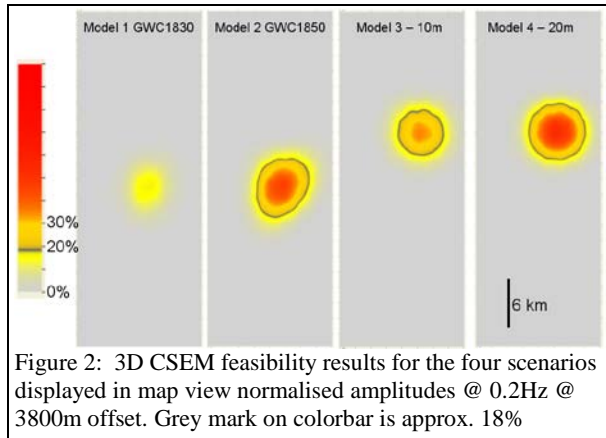 Model 1 GWC1830
Model 2 GWC1850
Model 3 – 10m
Model 4 – 20m
30%
20%
0%
6 km
Figure 2: 3D CSEM feasibility results for the four scenarios
displayed in map view normalised amplitudes @ 0.2Hz @
3800m offset. Grey mark on colorbar is approx. 18%